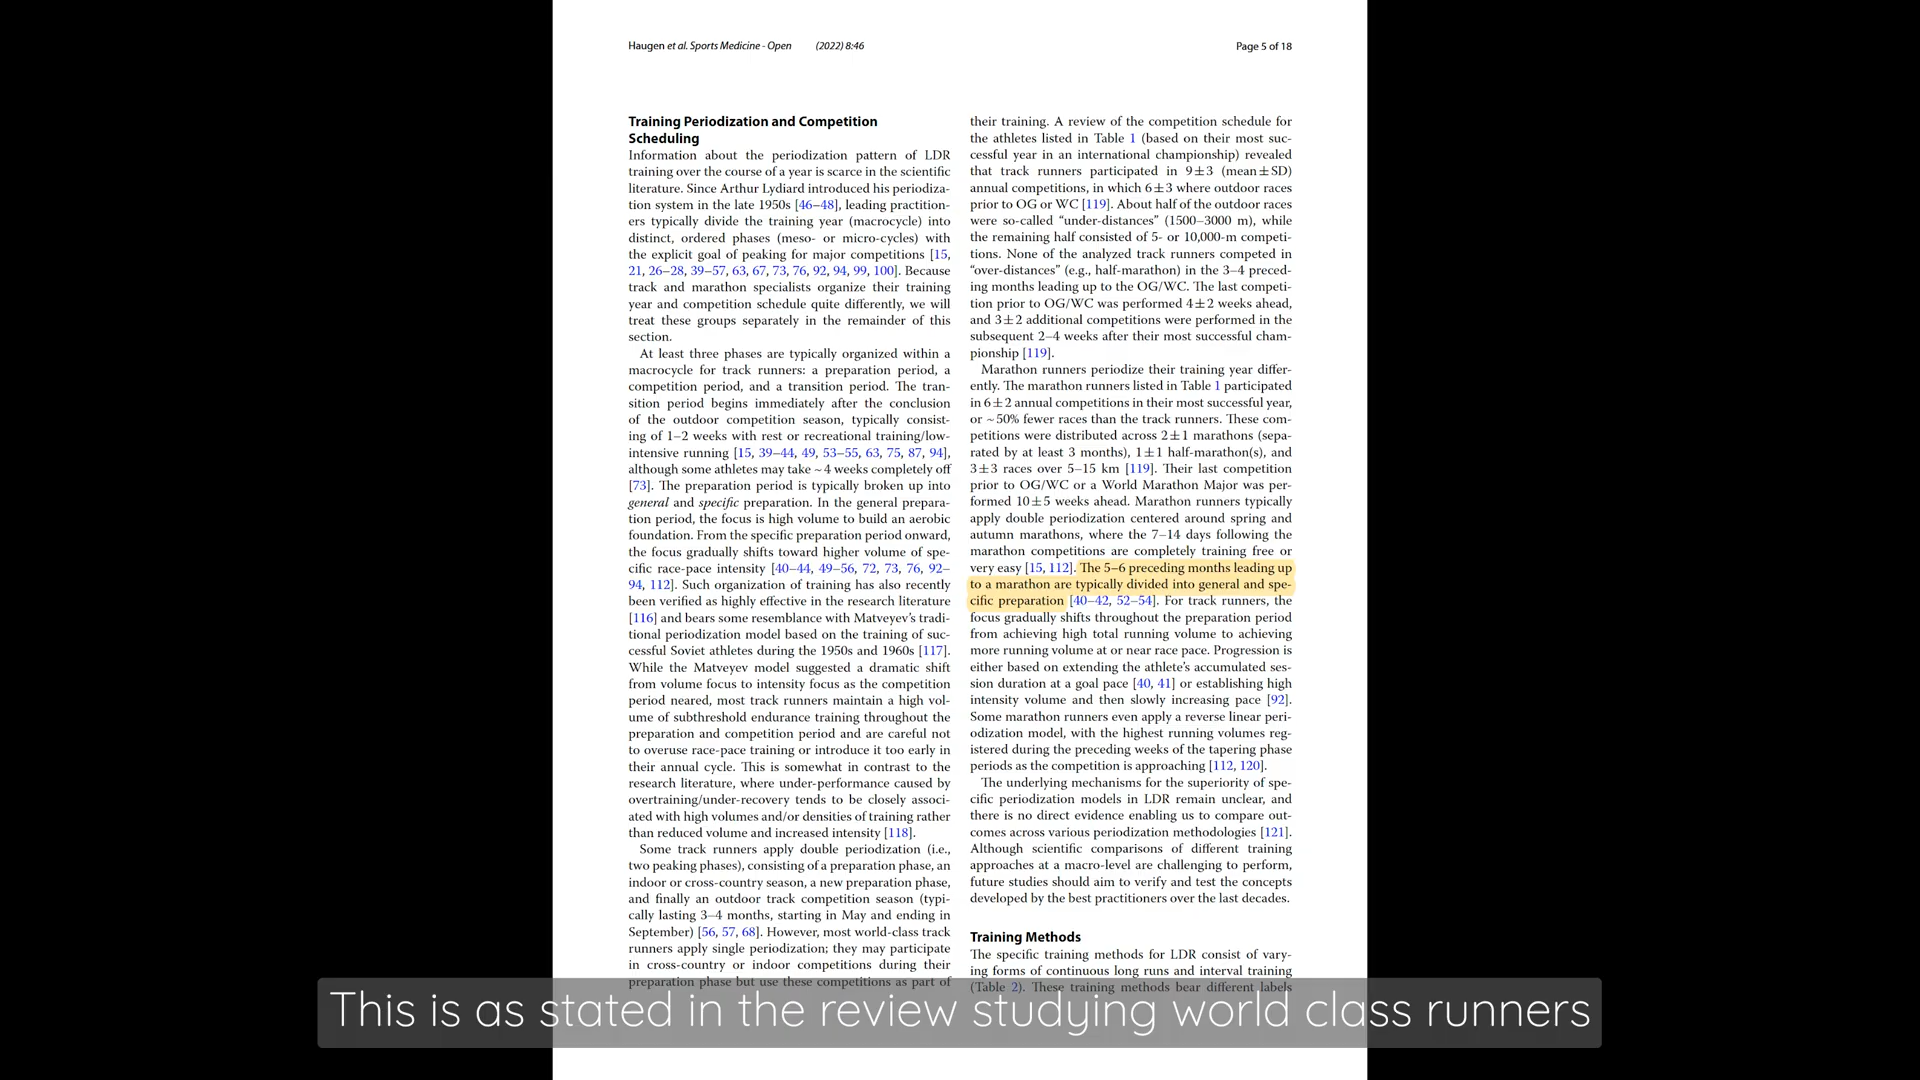 Haugen et al. Sports Medicine - Open (2022) 8:46
Page 5 of 18
Training Periodization and Competition
Scheduling
Information about the periodization pattern of LDR
training over the course of a year is scarce in the scientific
literature. Since Arthur Lydiard introduced his periodiza-
tion system in the late 1950s [46–48], leading practition-
ers typically divide the training year (macrocycle) into
distinct, ordered phases (meso- or micro-cycles) with
the explicit goal of peaking for major competitions [15,
21, 26–28, 39–57, 63, 67, 73, 76, 92, 94, 99, 100]. Because
track and marathon specialists organize their training
year and competition schedule quite differently, we will
treat these groups separately in the remainder of this
section.
At least three phases are typically organized within a
macrocycle for track runners: a preparation period, a
competition period, and a transition period. The tran-
sition period begins immediately after the conclusion
of the outdoor competition season, typically consist-
ing of 1–2 weeks with rest or recreational training/low-
intensive running [15, 39–44, 49, 53–55, 63, 75, 87, 94],
although some athletes may take ~ 4 weeks completely off
[73]. The preparation period is typically broken up into
general and specific preparation. In the general prepara-
tion period, the focus is high volume to build an aerobic
foundation. From the specific preparation period onward,
the focus gradually shifts toward higher volume of spe-
cific race-pace intensity [40–44, 49–56, 72, 73, 76, 92–
94, 112]. Such organization of training has also recently
been verified as highly effective in the research literature
[116] and bears some resemblance with Matveyev's tradi-
tional periodization model based on the training of suc-
cessful Soviet athletes during the 1950s and 1960s [117].
While the Matveyev model suggested a dramatic shift
from volume focus to intensity focus as the competition
period neared, most track runners maintain a high vol-
ume of subthreshold endurance training throughout the
preparation and competition period and are careful not
to overuse race-pace training or introduce it too early in
their annual cycle. This is somewhat in contrast to the
research literature, where under-performance caused by
overtraining/under-recovery tends to be closely associ-
ated with high volumes and/or densities of training rather
than reduced volume and increased intensity [118].
Some track runners apply double periodization (i.e.,
two peaking phases), consisting of a preparation phase, an
indoor or cross-country season, a new preparation phase,
and finally an outdoor track competition season (typi-
cally lasting 3–4 months, starting in May and ending in
September) [56, 57, 68]. However, most world-class track
runners apply single periodization; they may participate
in cross-country or indoor competitions during their
preparation phase but use these competitions as part of
their training. A review of the competition schedule for
the athletes listed in Table 1 (based on their most suc-
cessful year in an international championship) revealed
that track runners participated in 9 ± 3 (mean ± SD)
annual competitions, in which 6 ± 3 where outdoor races
prior to OG or WC [119]. About half of the outdoor races
were so-called “under-distances” (1500–3000 m), while
the remaining half consisted of 5- or 10,000-m competi-
tions. None of the analyzed track runners competed in
“over-distances” (e.g., half-marathon) in the 3–4 preced-
ing months leading up to the OG/WC. The last competi-
tion prior to OG/WC was performed 4 ± 2 weeks ahead,
and 3 ± 2 additional competitions were performed in the
subsequent 2–4 weeks after their most successful cham-
pionship [119].
Marathon runners periodize their training year differ-
ently. The marathon runners listed in Table 1 participated
in 6 ± 2 annual competitions in their most successful year,
or ~ 50% fewer races than the track runners. These com-
petitions were distributed across 2 ± 1 marathons (sepa-
rated by at least 3 months), 1 ± 1 half-marathon(s), and
3 ± 3 races over 5–15 km [119]. Their last competition
prior to OG/WC or a World Marathon Major was per-
formed 10 ± 5 weeks ahead. Marathon runners typically
apply double periodization centered around spring and
autumn marathons, where the 7–14 days following the
marathon competitions are completely training free or
very easy [15, 112]. The 5–6 preceding months leading up
to a marathon are typically divided into general and spe-
cific preparation [40–42, 52–54]. For track runners, the
focus gradually shifts throughout the preparation period
from achieving high total running volume to achieving
more running volume at or near race pace. Progression is
either based on extending the athlete's accumulated ses-
sion duration at a goal pace [40, 41] or establishing high
intensity volume and then slowly increasing pace [92].
Some marathon runners even apply a reverse linear peri-
odization model, with the highest running volumes reg-
istered during the preceding weeks of the tapering phase
periods as the competition is approaching [112, 120].
The underlying mechanisms for the superiority of spe-
cific periodization models in LDR remain unclear, and
there is no direct evidence enabling us to compare out-
comes across various periodization methodologies [121].
Although scientific comparisons of different training
approaches at a macro-level are challenging to perform,
future studies should aim to verify and test the concepts
developed by the best practitioners over the last decades.
Training Methods
The specific training methods for LDR consist of vary-
ing forms of continuous long runs and interval training
(Table 2). These training methods bear different labels
This is as stated in the review studying world class runners